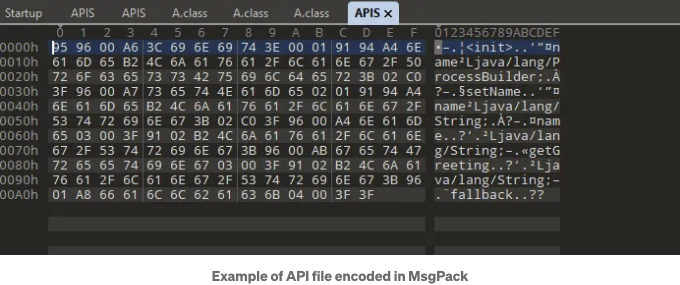 Startup APIS APIS A.class A.class APIS ×
0 1 2 3 4 5 6 7 8 9 A B C D E F 0123456789ABCDEF
0000h 95 96 00 A6 3C 69 6E 69 74 3E 00 01 91 94 A4 6E •–.¦<init>..‘”¤n
0010h 61 6D 65 B2 4C 6A 61 76 61 2F 6C 61 6E 67 2F 50 ame²Ljava/lang/P
0020h 72 6F 63 65 73 73 42 75 69 6C 64 65 72 3B 02 C0 rocessBuilder;.À
0030h 3F 96 00 A7 73 65 74 4E 61 6D 65 02 01 91 94 A4 ?–.§setName..‘”¤
0040h 6E 61 6D 65 B2 4C 6A 61 76 61 2F 6C 61 6E 67 2F name²Ljava/lang/
0050h 53 74 72 69 6E 67 3B 02 C0 3F 96 00 A4 6E 61 6D String;.À?–.¤nam
0060h 65 03 00 3F 91 02 B2 4C 6A 61 76 61 2F 6C 61 6E e..?‘.²Ljava/lan
0070h 67 2F 53 74 72 69 6E 67 3B 96 00 AB 67 65 74 47 g/String;–.«getG
0080h 72 65 65 74 69 6E 67 03 00 3F 91 02 B2 4C 6A 61 reeting..?‘.²Lja
0090h 76 61 2F 6C 61 6E 67 2F 53 74 72 69 6E 67 3B 96 va/lang/String;–
00A0h 01 A8 66 61 6C 6C 62 61 63 6B 04 00 3F 3F .¨fallback..??
Example of API file encoded in MsgPack